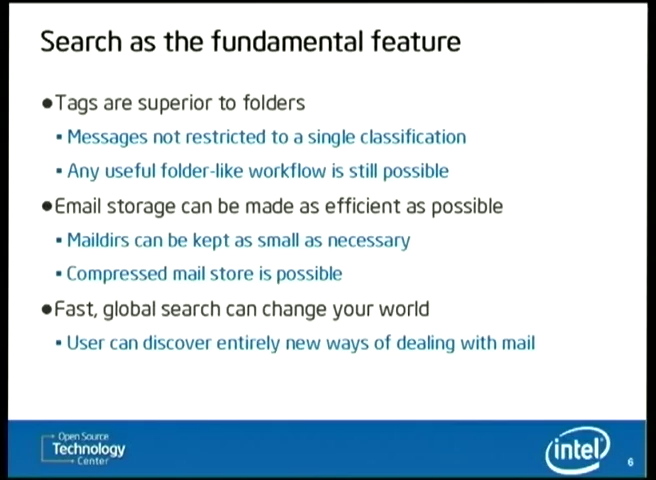 Search as the fundamental feature
●Tags are superior to folders
▪ Messages not restricted to a single classification
▪ Any useful folder-like workflow is still possible
●Email storage can be made as efficient as possible
▪ Maildirs can be kept as small as necessary
▪ Compressed mail store is possible
●Fast, global search can change your world
▪ User can discover entirely new ways of dealing with mail
Open Source
Technology
Center
intel
6